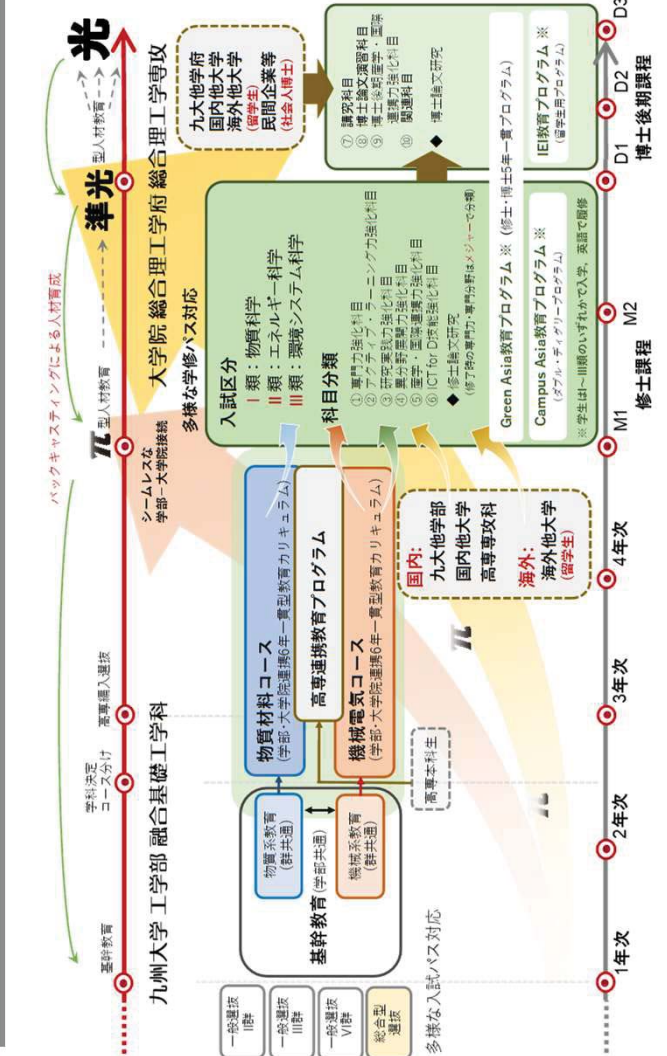 バックキャスティングによる人材育成
基幹教育
学科決定
コース分け
高専編入選抜
π
型人材教育
準光
型人材教育
光
九州大学 工学部 融合基礎工学科
シームレスな
学部－大学院接続
大学院 総合理工学府 総合理工学専攻
多様な学修パス対応
一般選抜
II群
一般選抜
III群
一般選抜
VI群
総合型
選抜
多様な入試パス対応
基幹教育(学部共通)
物質系教育
(群共通)
機械系教育
(群共通)
高専本科生
物質材料コース
(学部・大学院連携6年一貫型教育カリキュラム)
高専連携教育プログラム
機械電気コース
(学部・大学院連携6年一貫型教育カリキュラム)
国内:
九大他学部
国内他大学
高専専攻科
海外:
海外他大学
(留学生)
π
π
入試区分
I 類：物質科学
II 類：エネルギー科学
III 類：環境システム科学
科目分類
① 専門力強化科目
② アクティブ・ラーニング力強化科目
③ 研究実践力強化科目
④ 異分野展開力強化科目
⑤ 産学・国際連携力強化科目
⑥ ICT for D技能強化科目
◆ 修士論文研究
(修了時の専門力・専門分野はメジャーで分類)
Green Asia教育プログラム ※ (修士・博士5年一貫プログラム)
Campus Asia教育プログラム ※
(ダブル・ディグリープログラム)
※ 学生はI～III類のいずれかで入学，英語で履修
九大他学府
国内他大学
海外他大学
(留学生)
民間企業等
(社会人博士)
⑦ 講究科目
⑧ 博士論文演習科目
⑨ 博士後期産学・国際
連携力強化科目
⑩ 関連科目
◆ 博士論文研究
IEI教育プログラム ※
(留学生用プログラム)
1年次
2年次
3年次
4年次
M1
M2
D1
D2
D3
修士課程
博士後期課程